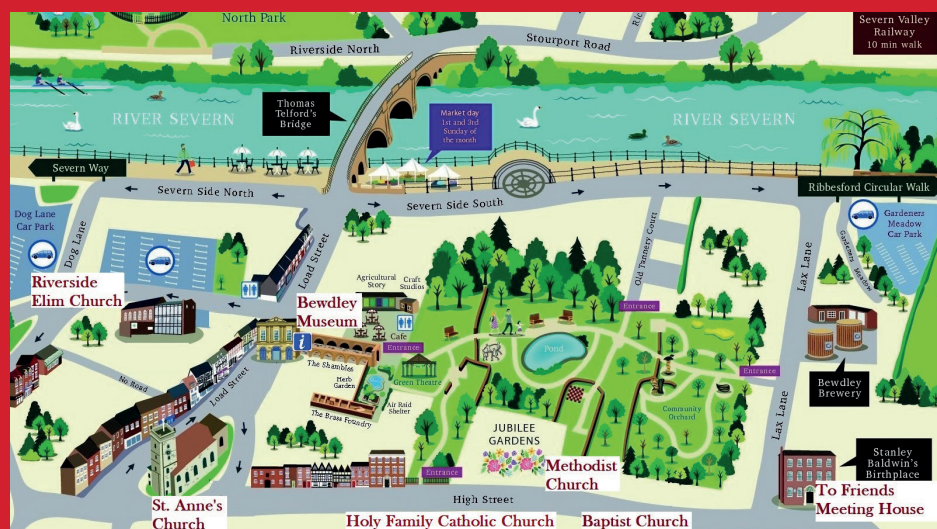 North Park
Riverside North
Stourport Road
Severn Valley
Railway
10 min walk
Thomas
Telford's
Bridge
RIVER SEVERN
Market day
1st and 3rd
Sunday of
the month
RIVER SEVERN
Severn Way
Severn Side North
Severn Side South
Ribbesford Circular Walk
Dog Lane
Car Park
Dog Lane
Load Street
Old Tannery Court
Lax Lane
Gardeners Meadow
Gardeners
Meadow
Car Park
Riverside
Elim Church
Bewdley
Museum
Agricultural
Story
Craft
Studios
Cafe
i
Entrance
Entrance
Entrance
The Shambles
Herb
Garden
Green Theatre
Air Raid
Shelter
The Brass Foundry
Pond
Community
Orchard
No Road
Load Street
Bewdley
Brewery
Lax Lane
JUBILEE
GARDENS
Entrance
Stanley
Baldwin's
Birthplace
St. Anne's
Church
Methodist
Church
To Friends
Meeting House
High Street
Holy Family Catholic Church
Baptist Church